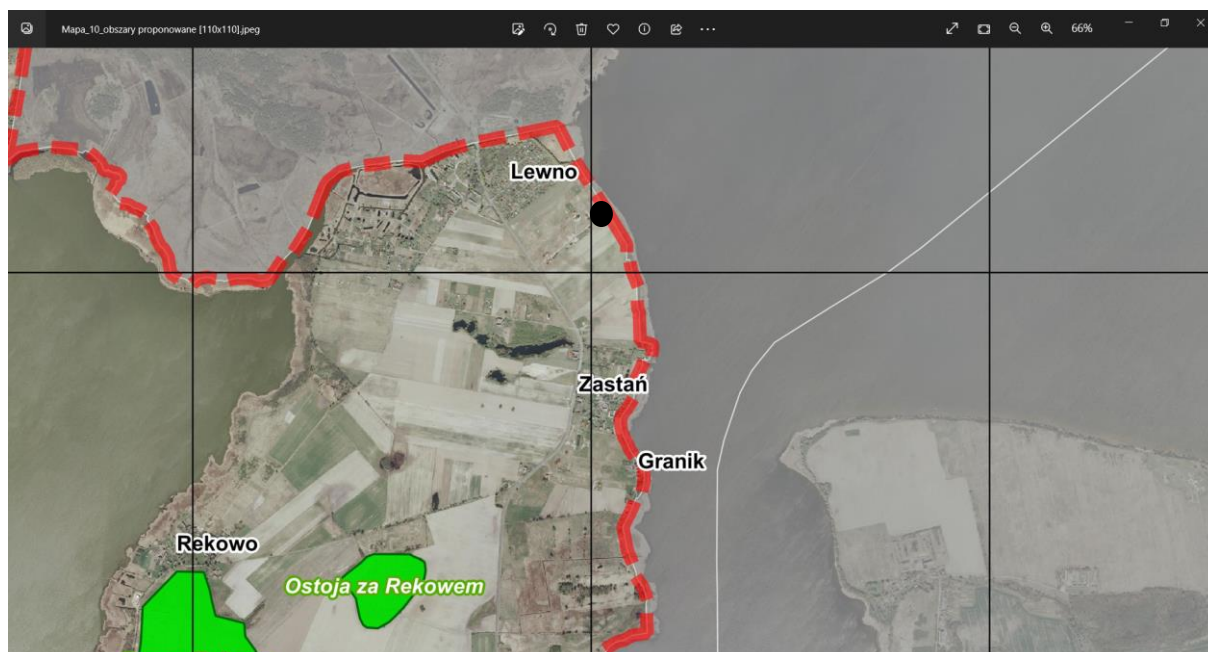 Mapa_10_obszary proponowane [110x110].jpeg
66%
Lewno
Zastań
Granik
Rekowo
Ostoja za Rekowem